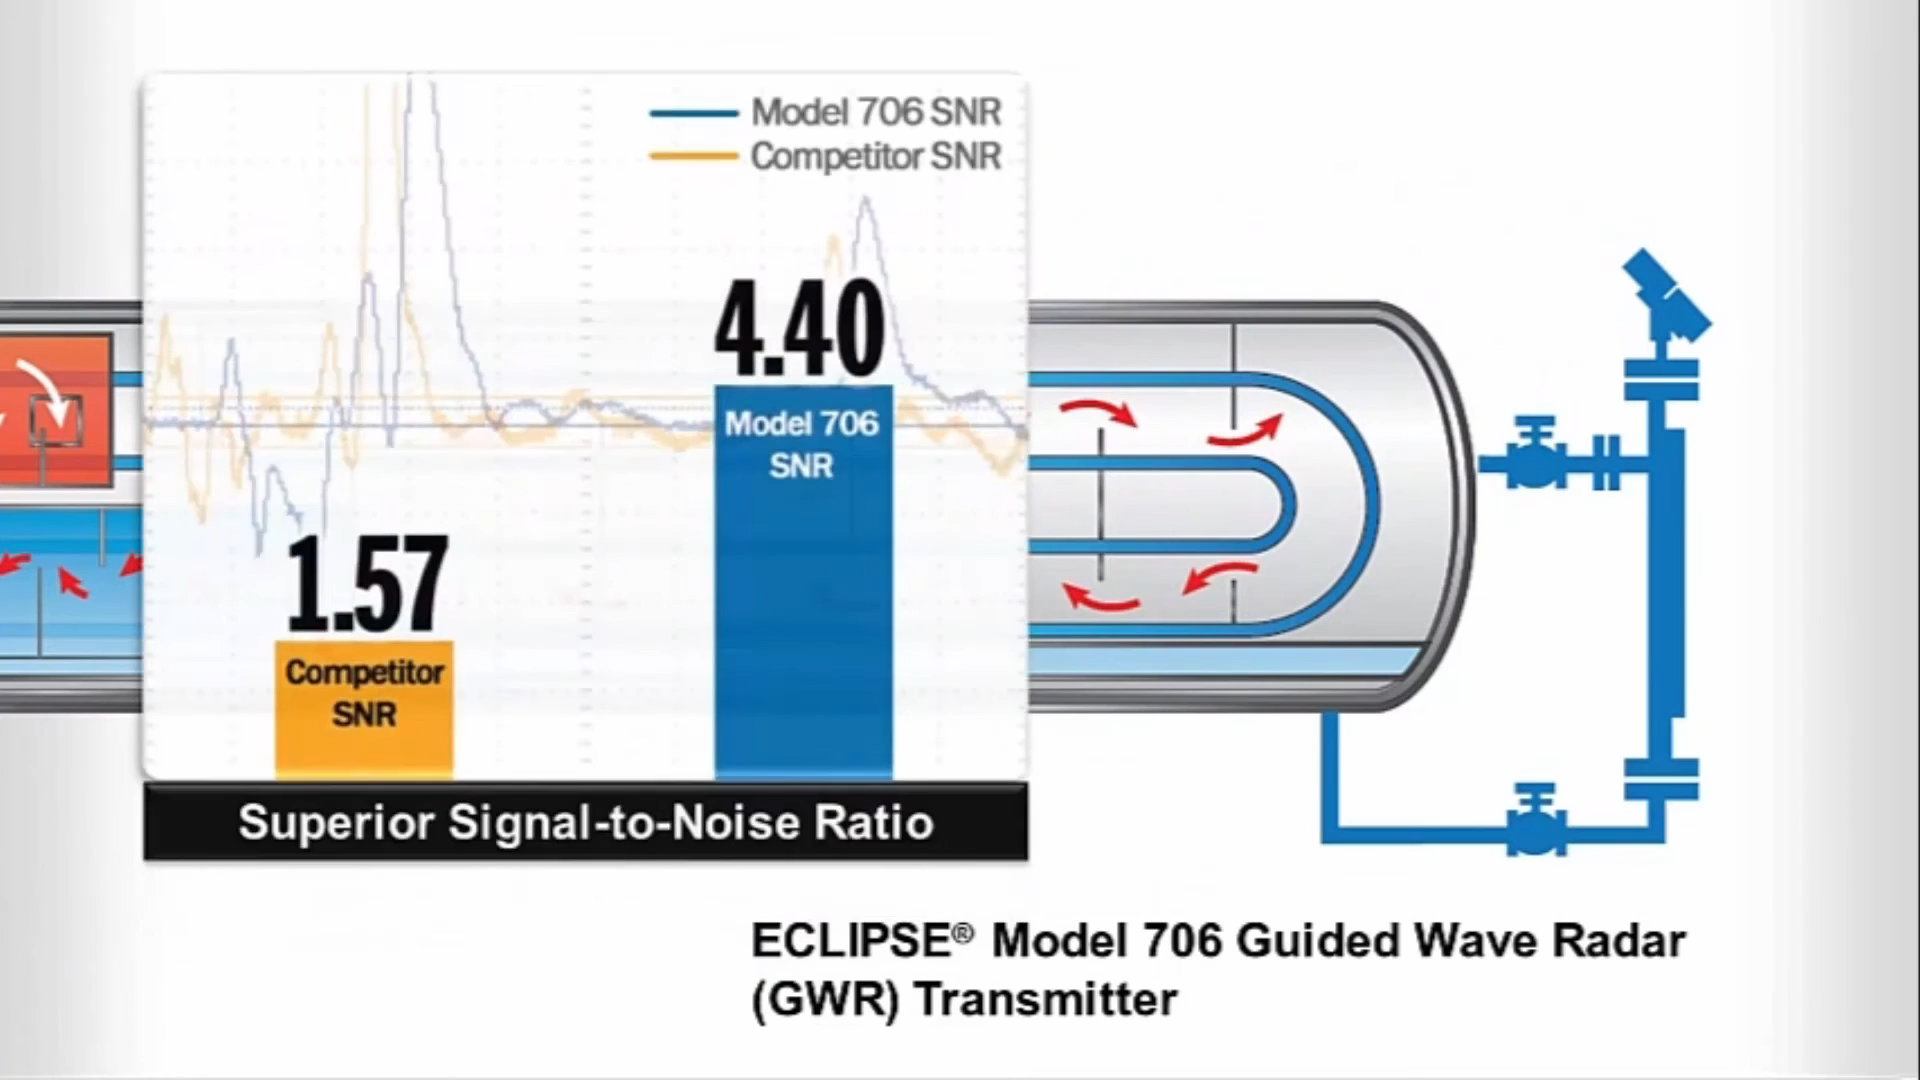 Model 706 SNR
Competitor SNR
4.40
Model 706
SNR
1.57
Competitor
SNR
Superior Signal-to-Noise Ratio
ECLIPSE® Model 706 Guided Wave Radar
(GWR) Transmitter